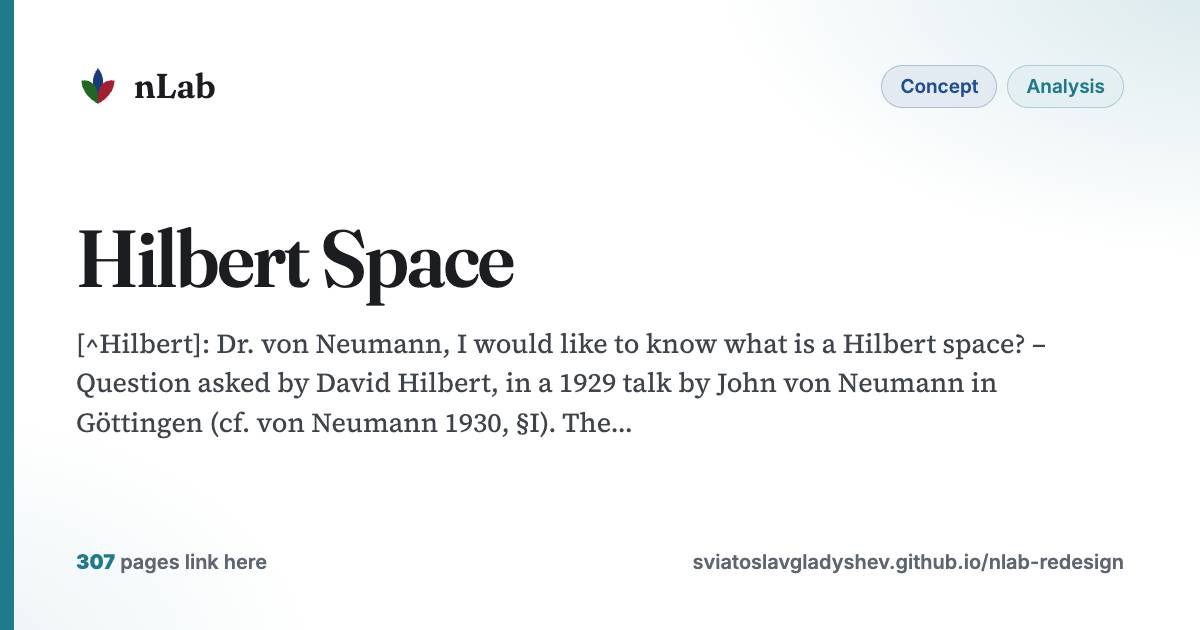 nLab
Concept
Analysis
Hilbert Space
[^Hilbert]: Dr. von Neumann, I would like to know what is a Hilbert space? –
Question asked by David Hilbert, in a 1929 talk by John von Neumann in
Göttingen (cf. von Neumann 1930, §I). The...
307 pages link here
sviatoslavgladyshev.github.io/nlab-redesign